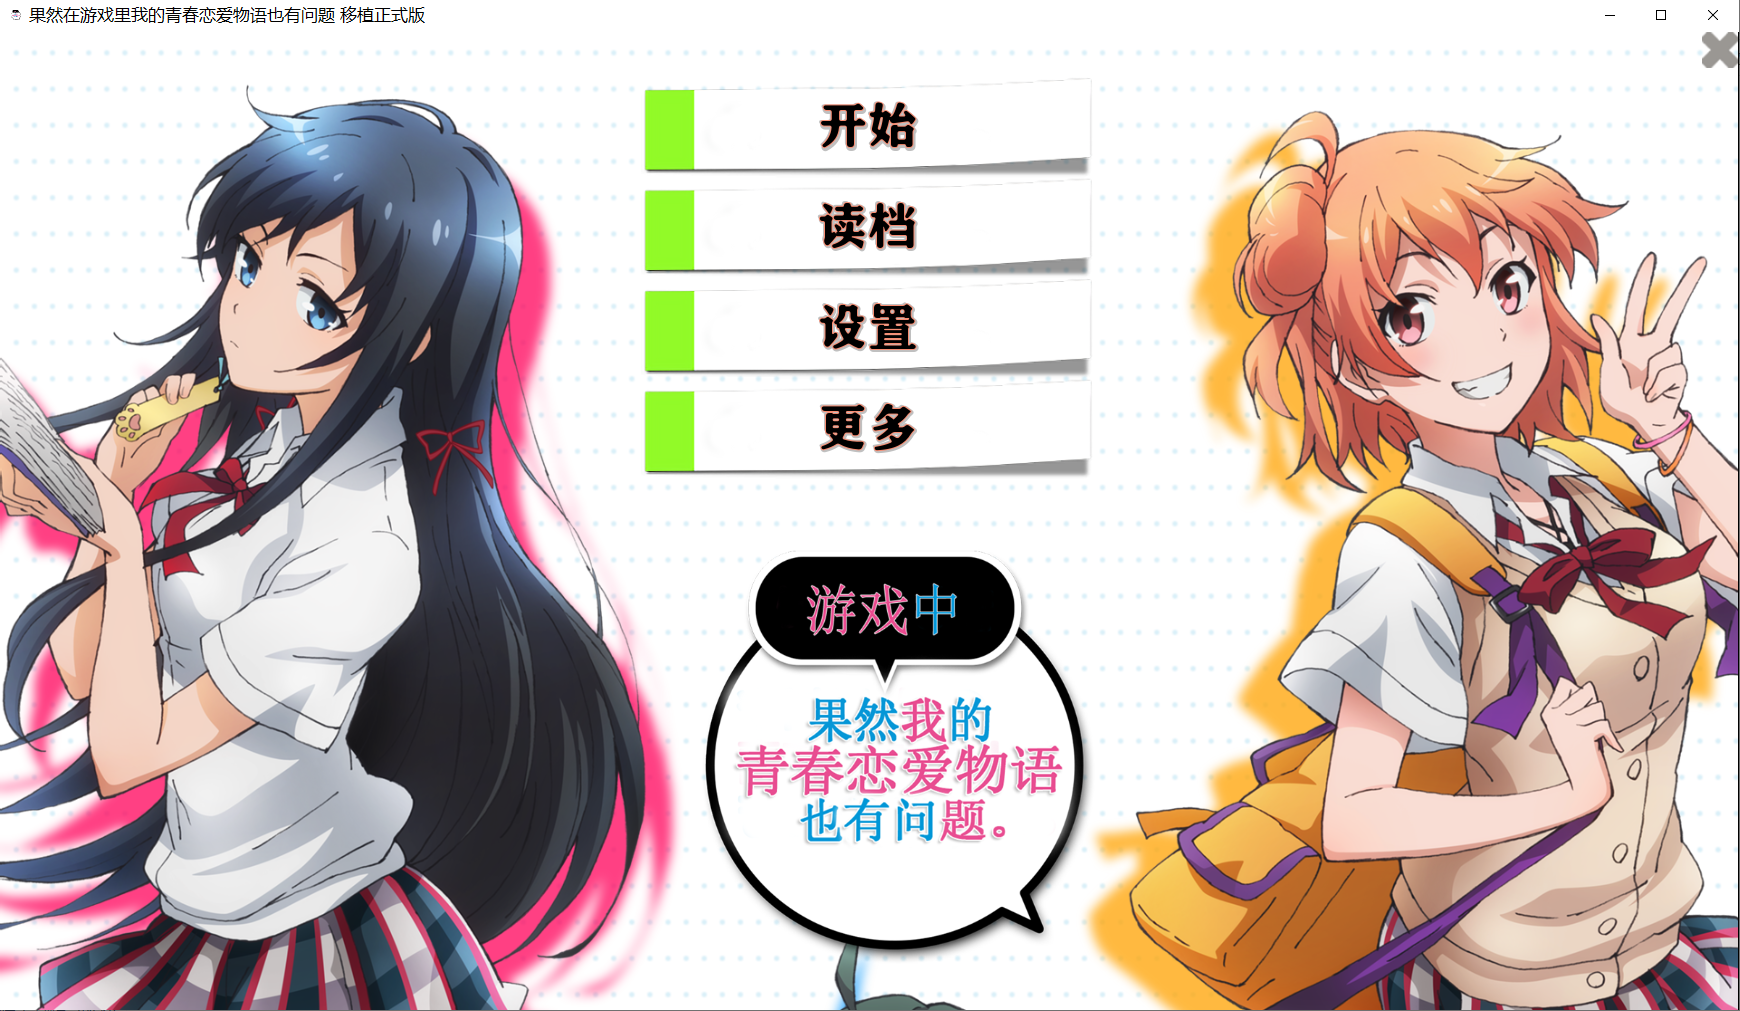 果然在游戏里我的青春恋爱物语也有问题 移植正式版
开始
读档
设置
更多
游戏中
果然我的
青春恋爱物语
也有问题。